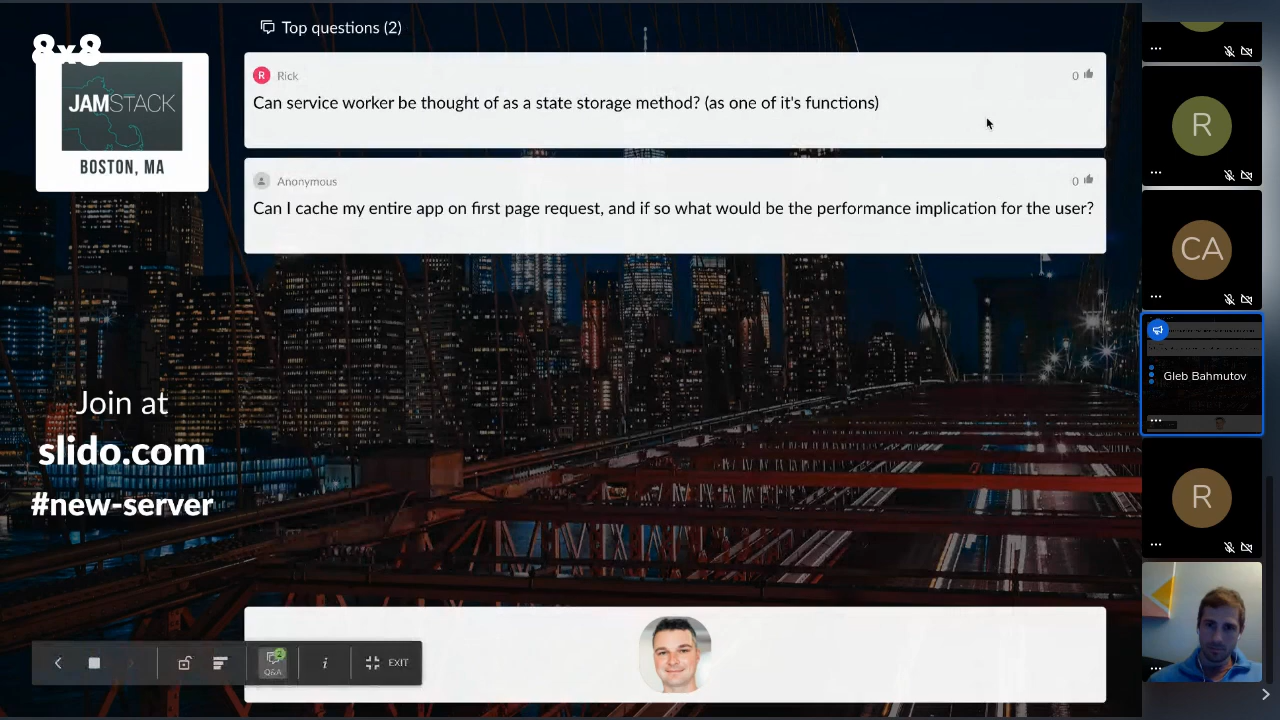 8x8
JAMSTACK
BOSTON, MA
Top questions (2)
R
Rick
0
Can service worker be thought of as a state storage method? (as one of it's functions)
Anonymous
0
Can I cache my entire app on first page request, and if so what would be the performance implication for the user?
Join at
slido.com
#new-server
Q&A
i
EXIT
R
CA
Gleb Bahmutov
R